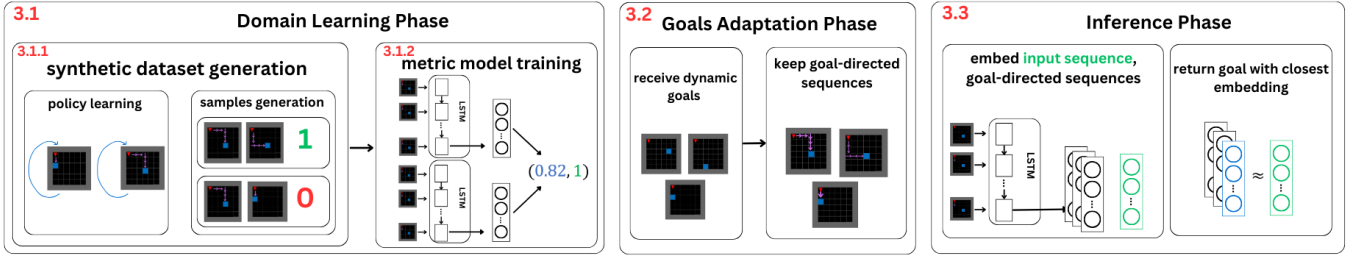 3.1
Domain Learning Phase
3.1.1
synthetic dataset generation
policy learning
samples generation
1
0
3.1.2
metric model training
LSTM
LSTM
(0.82, 1)
3.2
Goals Adaptation Phase
receive dynamic
goals
keep goal-directed
sequences
3.3
Inference Phase
embed input sequence,
goal-directed sequences
LSTM
return goal with closest
embedding
≈